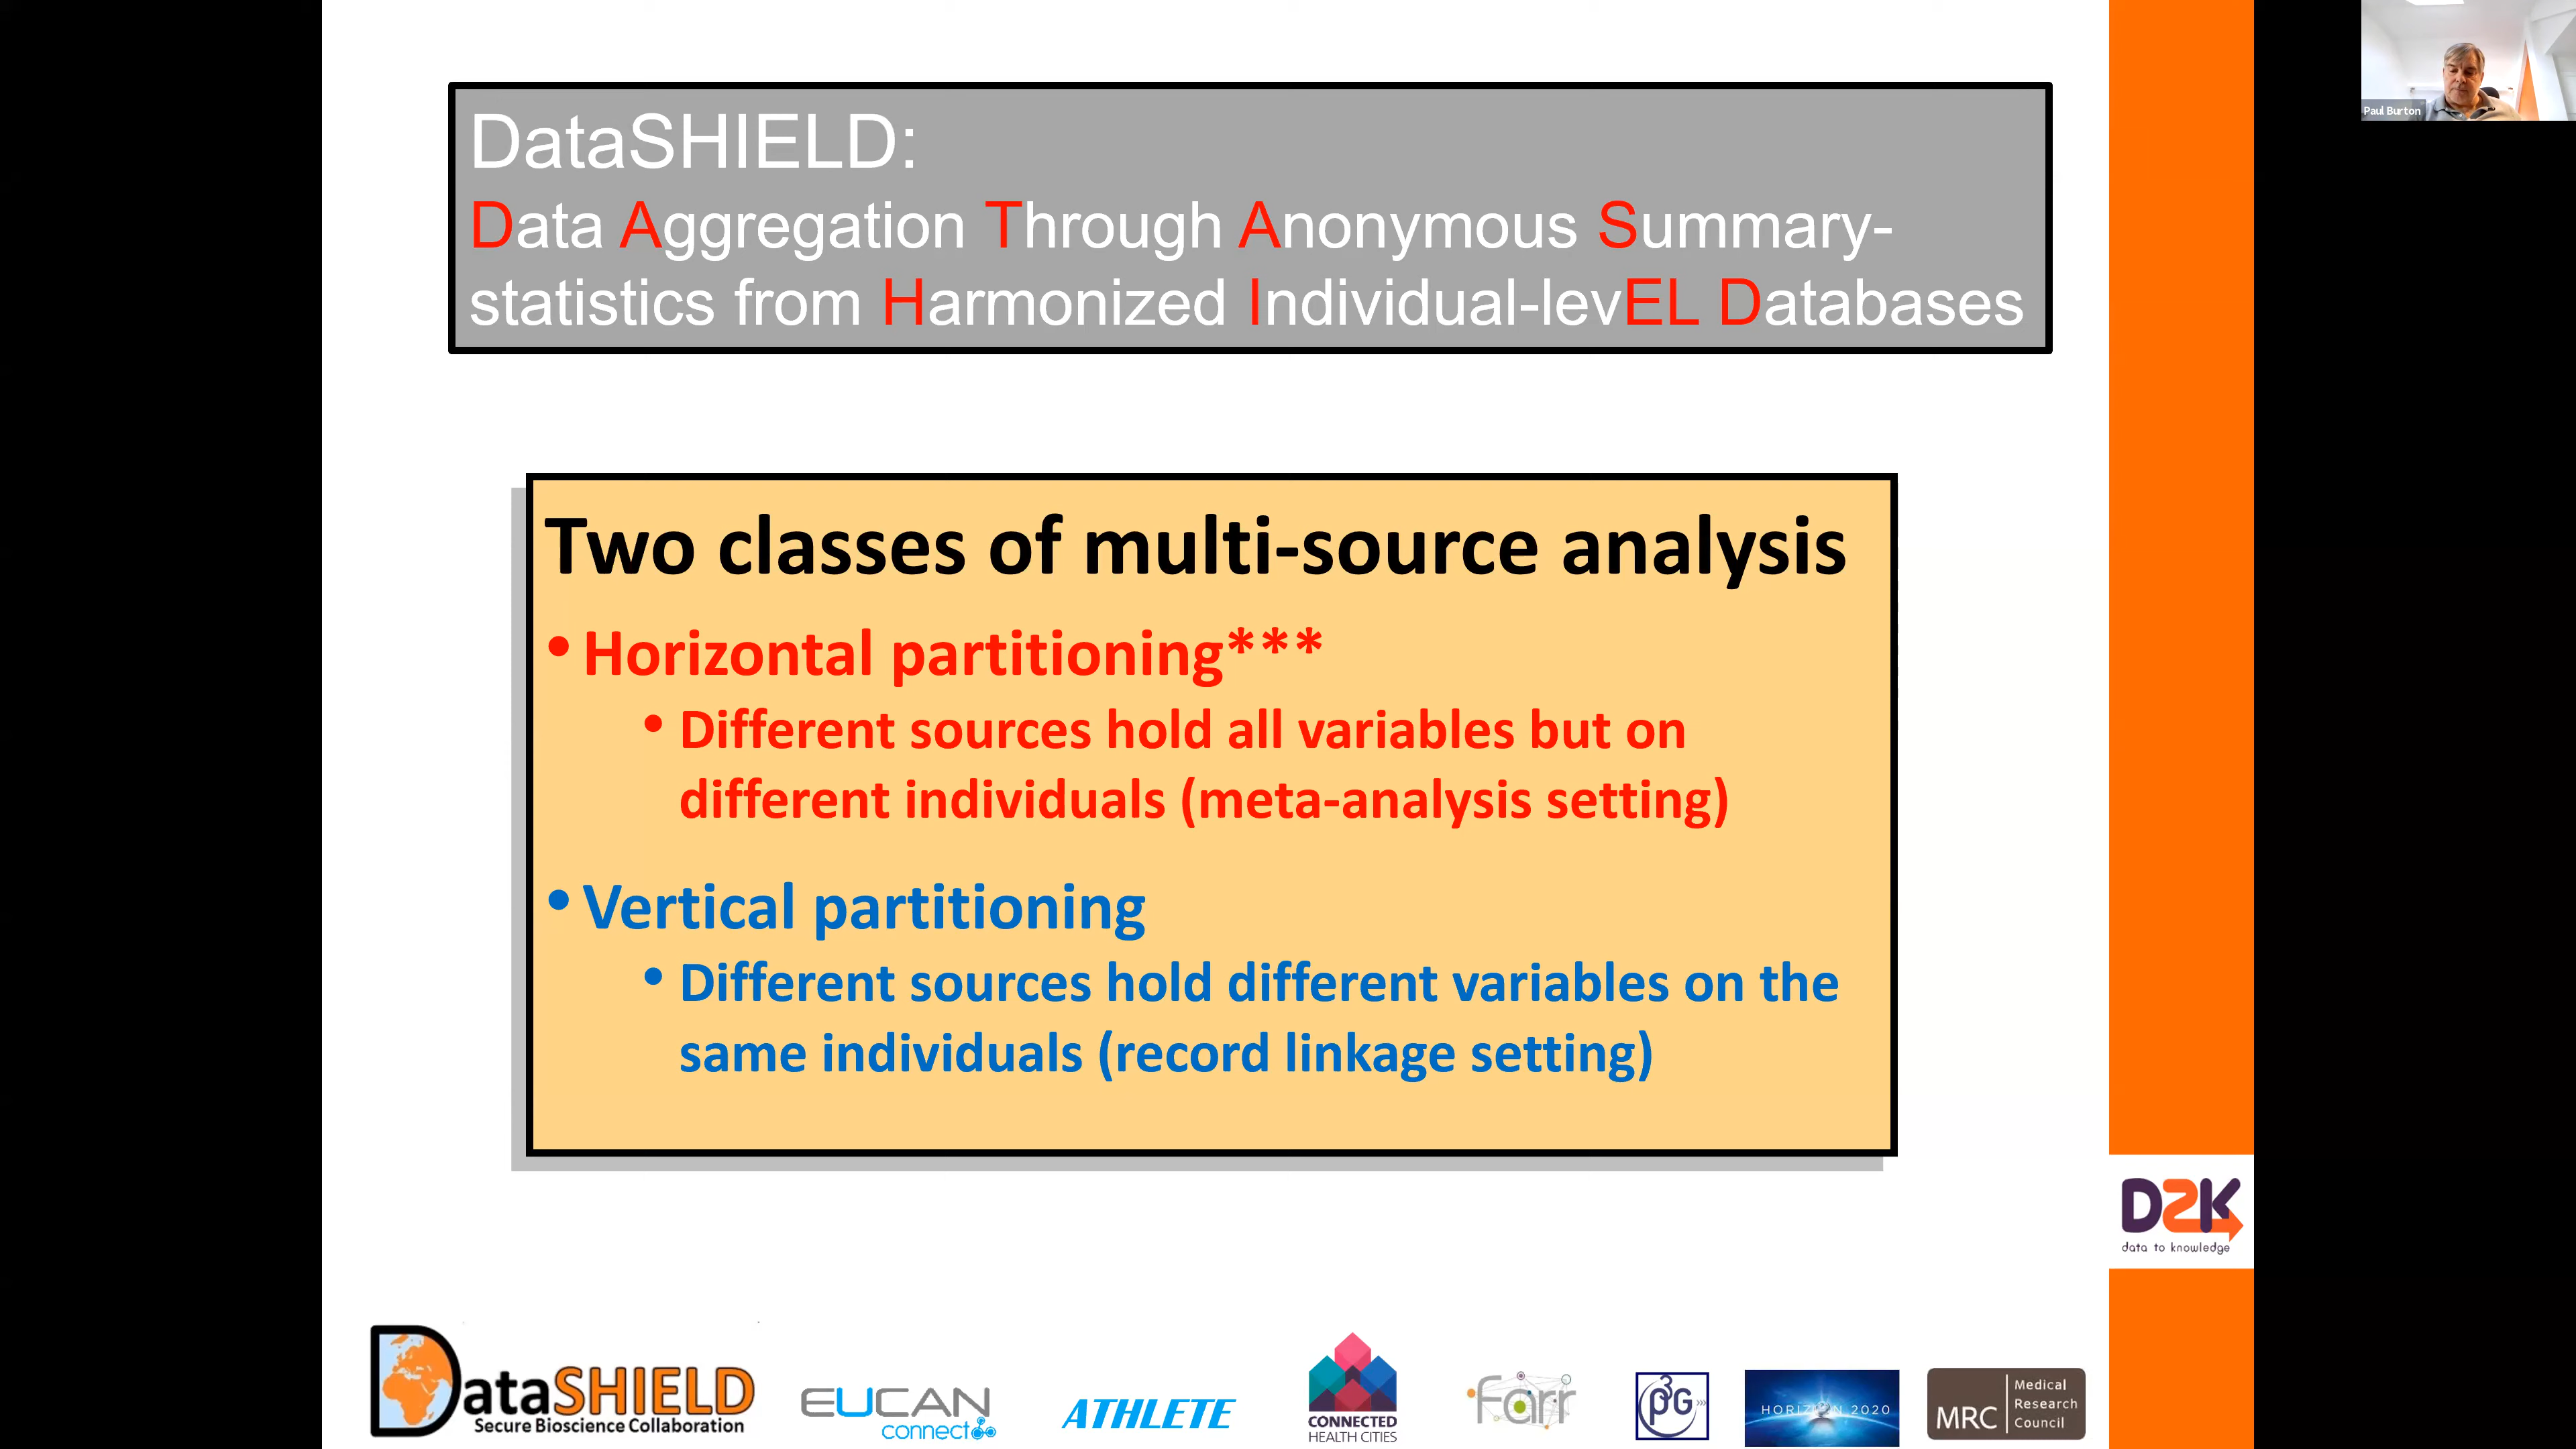 DataSHIELD:
Data Aggregation Through Anonymous Summary-
statistics from Harmonized Individual-levEL Databases
Paul Burton
Two classes of multi-source analysis
• Horizontal partitioning***
• Different sources hold all variables but on
different individuals (meta-analysis setting)
• Vertical partitioning
• Different sources hold different variables on the
same individuals (record linkage setting)
D2K
data to knowledge
DataSHIELD
Secure Bioscience Collaboration
EUCAN
connect
ATHLETE
CONNECTED
HEALTH CITIES
Farr
P3G
HORIZON 2020
MRC
Medical
Research
Council